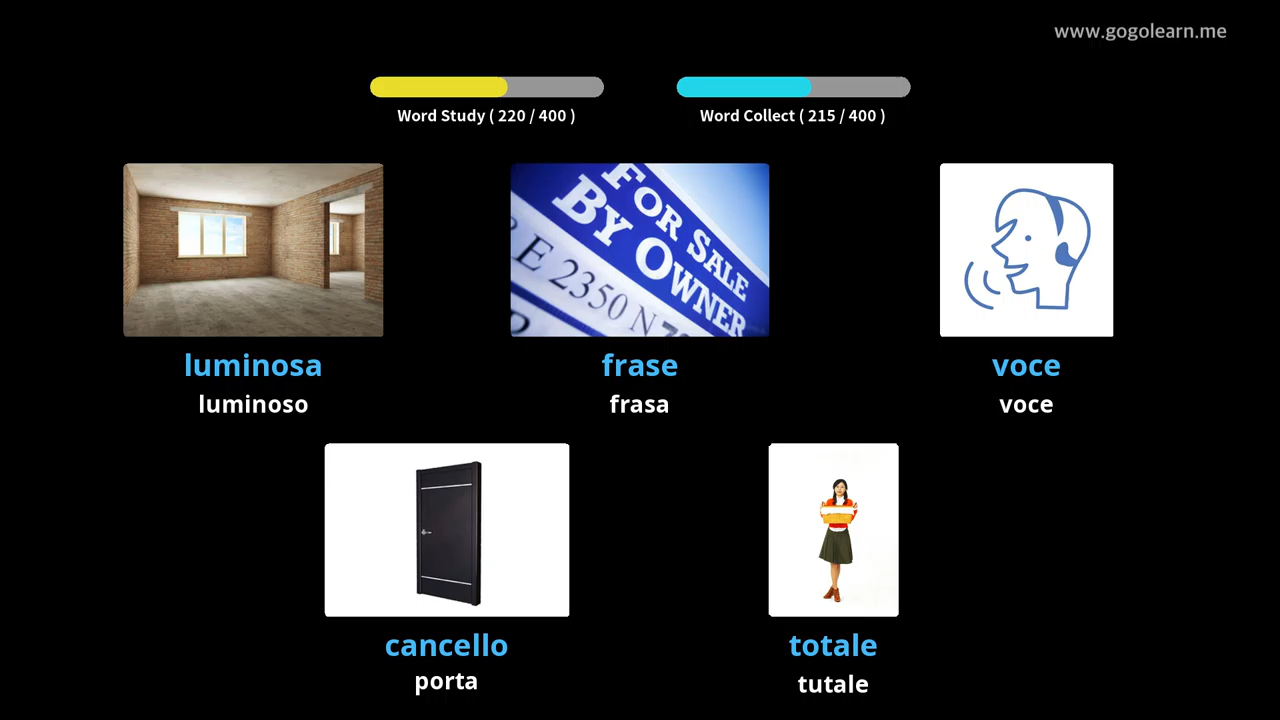 www.gogolearn.me
Word Study ( 220 / 400 )
Word Collect ( 215 / 400 )
FOR SALE
BY OWNER
E 2350 N
luminosa
luminoso
frase
frasa
voce
voce
cancello
porta
totale
tutale